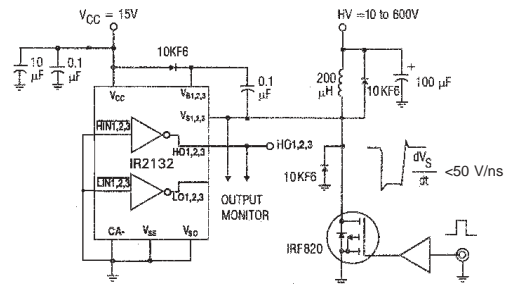 V_CC = 15V
HV =10 to 600V
10KF6
10 µF
0.1 µF
0.1 µF
200 µH
10KF6
+
100 µF
V_CC
V_B1,2,3
V_S1,2,3
HIN1,2,3
HO1,2,3
HO1,2,3
IR2132
LIN1,2,3
LO1,2,3
OUTPUT
MONITOR
10KF6
dV_S
dt
<50 V/ns
CA-
V_SS
V_SO
IRF820